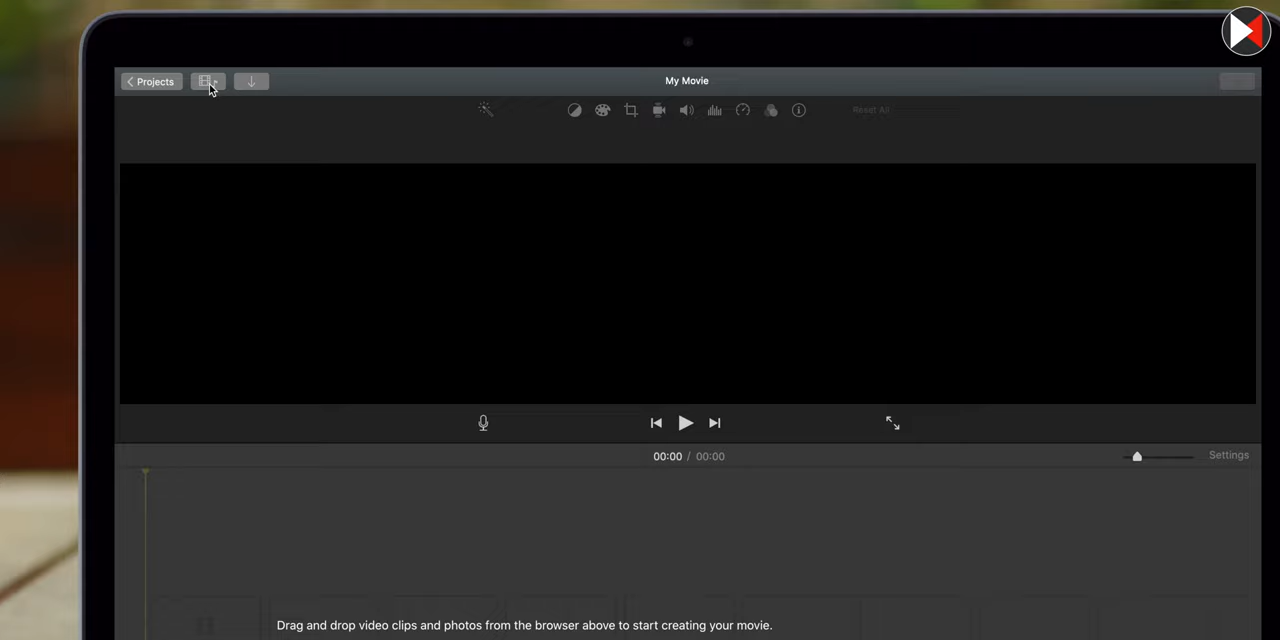 Projects
My Movie
Reset All
00:00 / 00:00
Settings
Drag and drop video clips and photos from the browser above to start creating your movie.